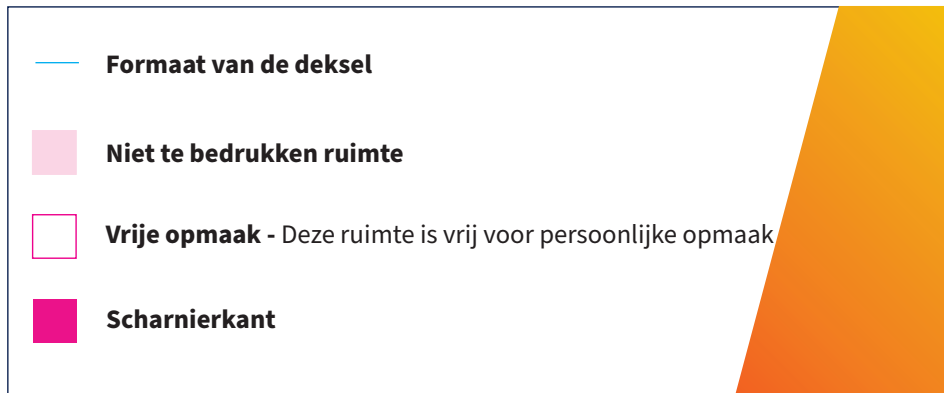 Formaat van de deksel
Niet te bedrukken ruimte
Vrije opmaak - Deze ruimte is vrij voor persoonlijke opmaak
Scharnierkant